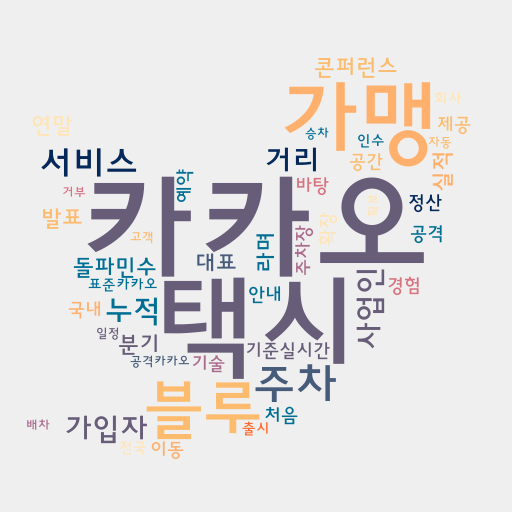 콘퍼런스
가맹
회사
연말
제공
승차
인수
자동
서비스
거리
공간
실적
거부
예약
바탕
카카오
정산
발표
고객
확장
공격
돌파민수
대표
라며
주차장
표준카카오
안내
택시
사업인
경험
국내
누적
일정
분기
기준실시간
공격카카오
기술
주차
블루
가입자
처음
배차
출시
전국
이동